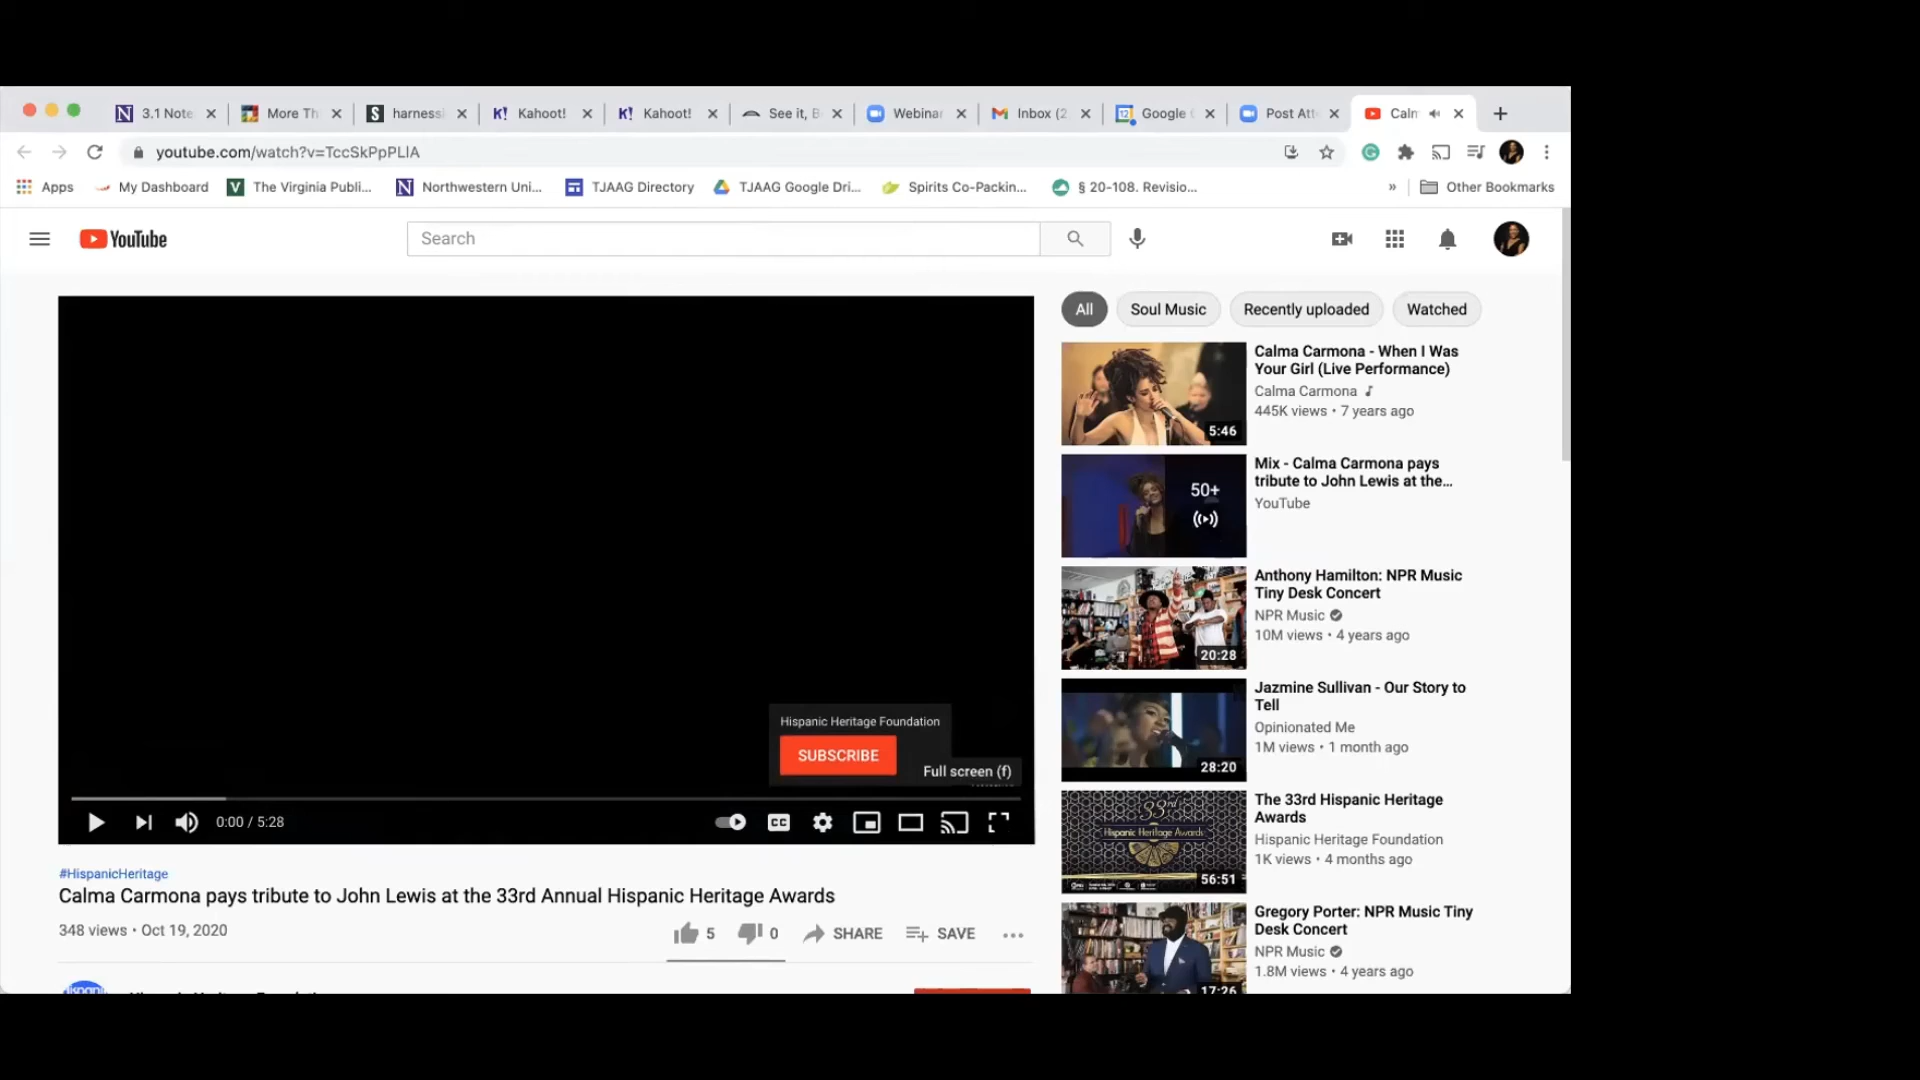 3.1 Note
More Th
harness
Kahoot!
Kahoot!
See it, B
Webinar
Inbox (2
Google
Post Att
Calm
youtube.com/watch?v=TccSkPpPLlA
Apps
My Dashboard
The Virginia Publi...
Northwestern Uni...
TJAAG Directory
TJAAG Google Dri...
Spirits Co-Packin...
§ 20-108. Revisio...
»
Other Bookmarks
YouTube
Search
All
Soul Music
Recently uploaded
Watched
Calma Carmona - When I Was
Your Girl (Live Performance)
Calma Carmona
445K views • 7 years ago
5:46
Mix - Calma Carmona pays
tribute to John Lewis at the...
YouTube
50+
Anthony Hamilton: NPR Music
Tiny Desk Concert
NPR Music
10M views • 4 years ago
20:28
Jazmine Sullivan - Our Story to
Tell
Opinionated Me
1M views • 1 month ago
28:20
The 33rd Hispanic Heritage
Awards
Hispanic Heritage Foundation
1K views • 4 months ago
33rd
Hispanic Heritage Awards
56:51
Gregory Porter: NPR Music Tiny
Desk Concert
NPR Music
1.8M views • 4 years ago
17:26
Hispanic Heritage Foundation
SUBSCRIBE
Full screen (f)
0:00 / 5:28
CC
#HispanicHeritage
Calma Carmona pays tribute to John Lewis at the 33rd Annual Hispanic Heritage Awards
348 views • Oct 19, 2020
5
0
SHARE
SAVE